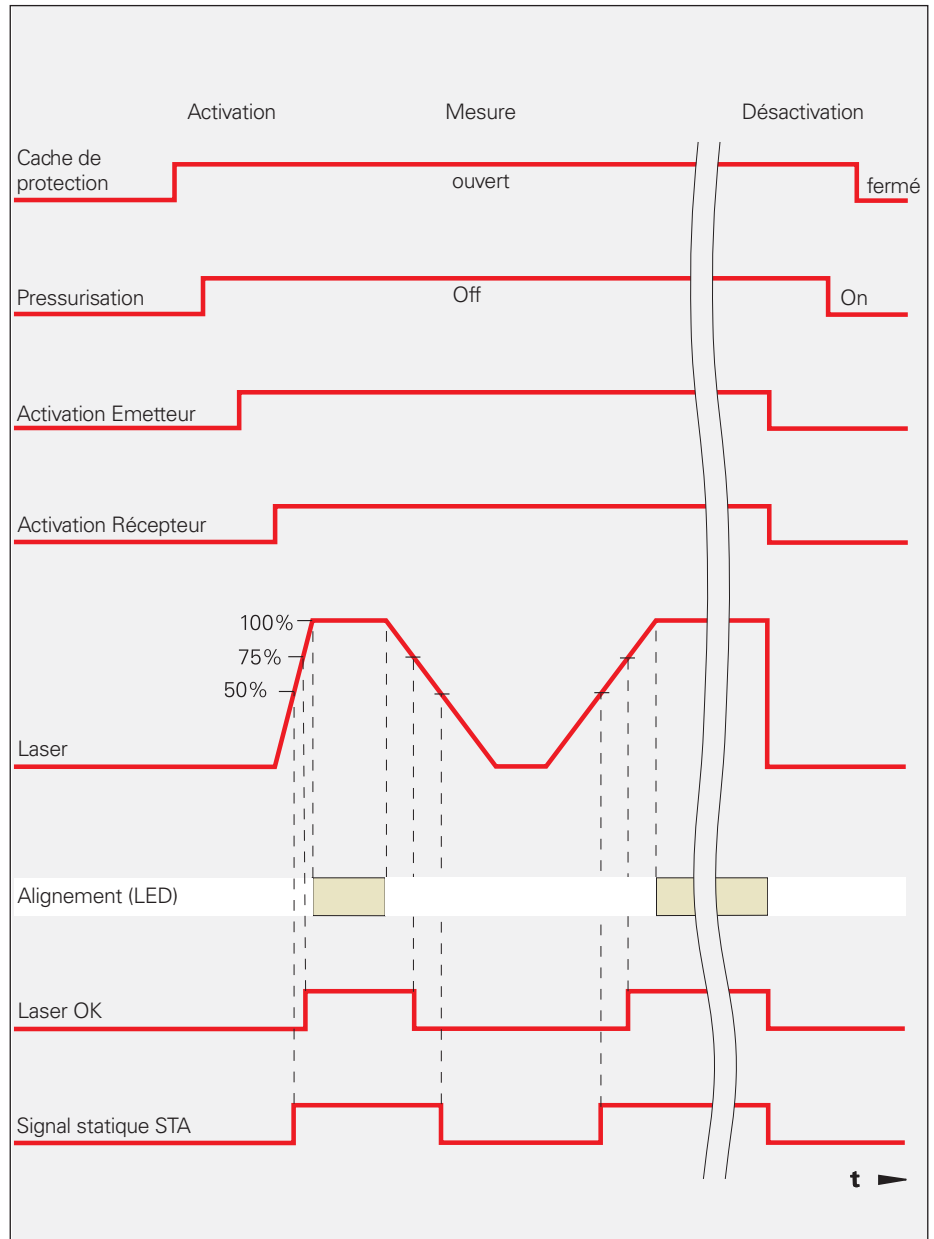 Activation Mesure Désactivation
Cache de
protection
ouvert
fermé
Pressurisation
Off
On
Activation Emetteur
Activation Récepteur
100%
75%
50%
Laser
Alignement (LED)
Laser OK
Signal statique STA
t